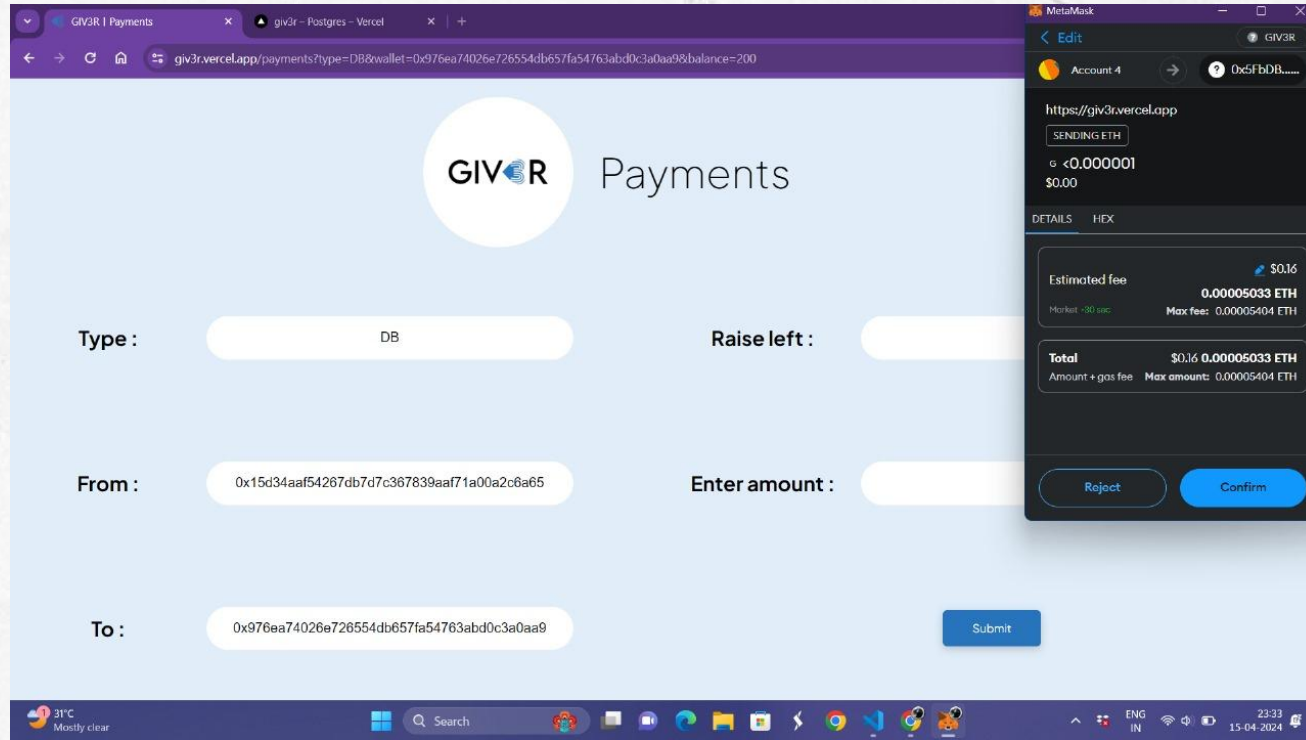 GIV3R | Payments
giv3r – Postgres – Vercel
giv3r.vercel.app/payments?type=DB&wallet=0x976ea74026e726554db657fa54763abd0c3a0aa9&balance=200
GIV3R
Payments
Type :
DB
Raise left :
From :
0x15d34aaf54267db7d7c367839aaf71a00a2c6a65
Enter amount :
To :
0x976ea74026e726554db657fa54763abd0c3a0aa9
Submit
MetaMask
Edit
GIV3R
Account 4
0x5FbDB......
https://giv3r.vercel.app
SENDING ETH
G <0.000001
$0.00
DETAILS HEX
Estimated fee
$0.16
0.00005033 ETH
Market ~30 sec
Max fee: 0.00005404 ETH
Total $0.16 0.00005033 ETH
Amount + gas fee Max amount: 0.00005404 ETH
Reject
Confirm
1
31°C
Mostly clear
Search
ENG
IN
23:33
15-04-2024